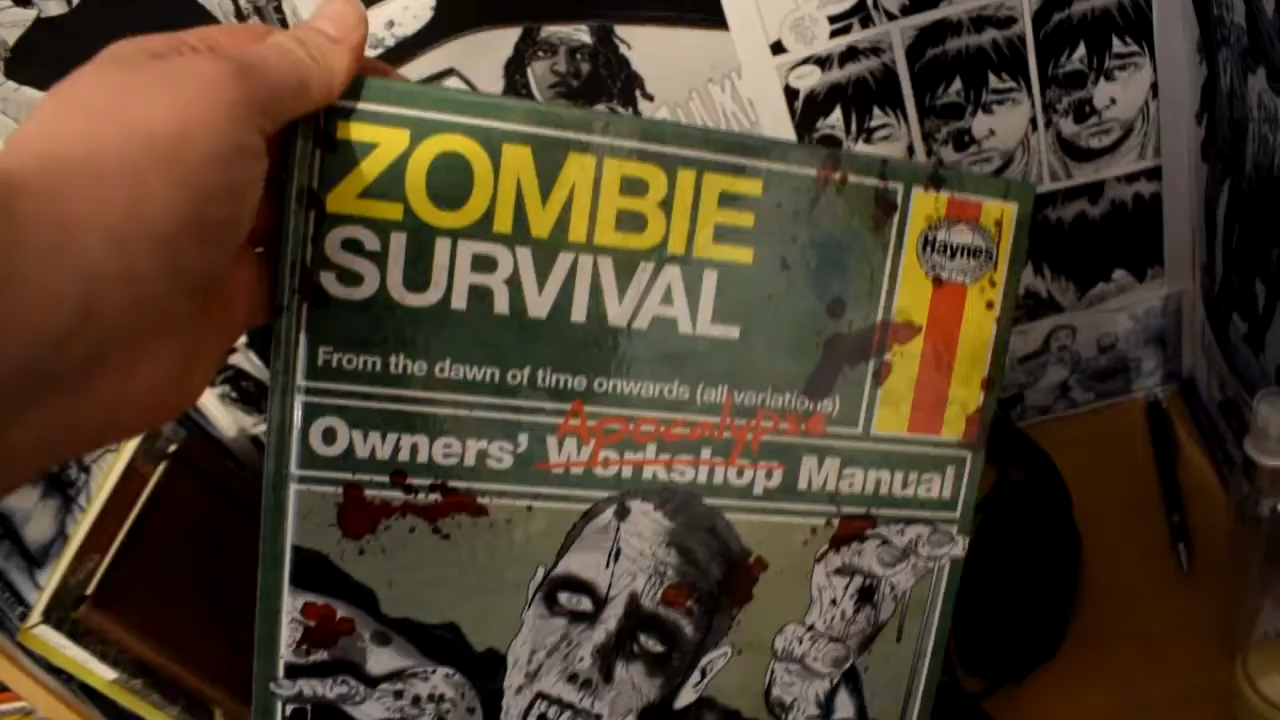 ZOMBIE
SURVIVAL
Haynes
From the dawn of time onwards (all variations)
Apocalypse
Owners' Workshop Manual